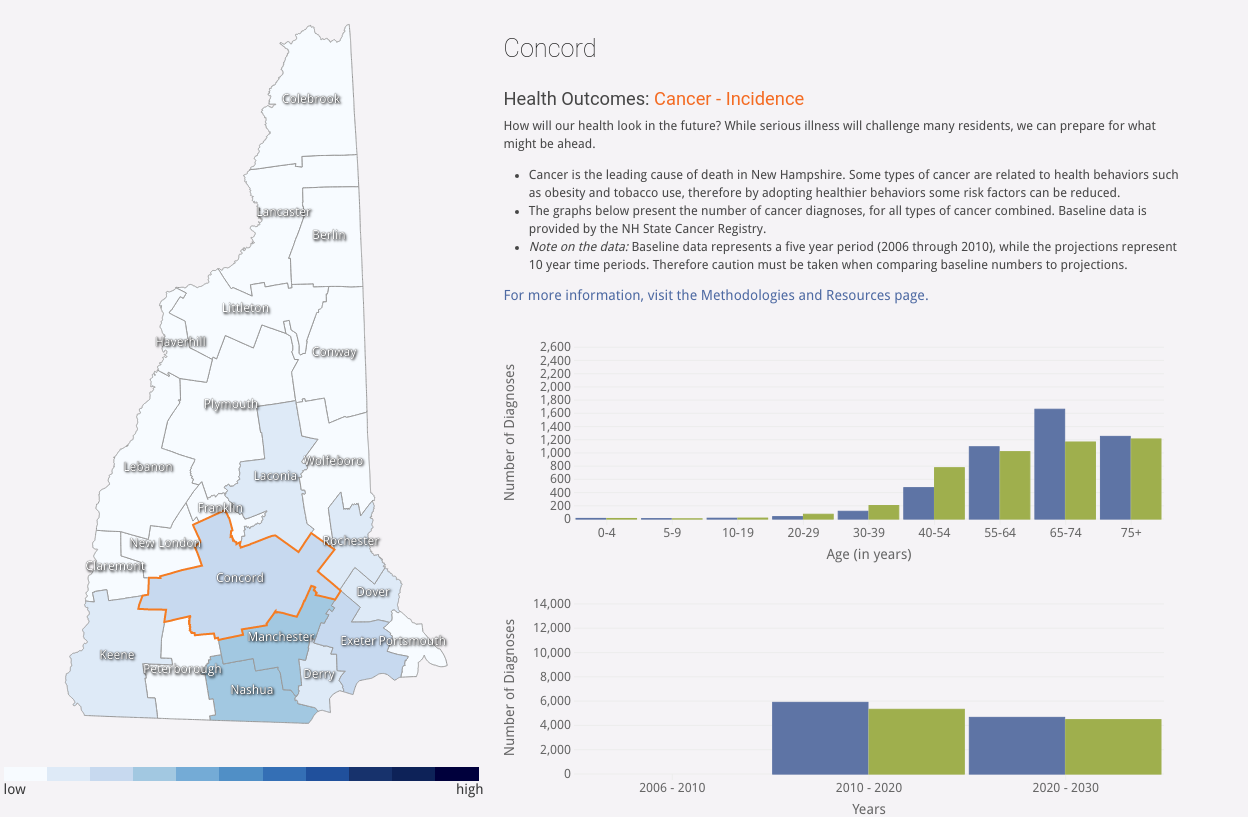 Concord
Health Outcomes: Cancer - Incidence
How will our health look in the future? While serious illness will challenge many residents, we can prepare for what
might be ahead.
• Cancer is the leading cause of death in New Hampshire. Some types of cancer are related to health behaviors such
as obesity and tobacco use, therefore by adopting healthier behaviors some risk factors can be reduced.
• The graphs below present the number of cancer diagnoses, for all types of cancer combined. Baseline data is
provided by the NH State Cancer Registry.
• Note on the data: Baseline data represents a five year period (2006 through 2010), while the projections represent
10 year time periods. Therefore caution must be taken when comparing baseline numbers to projections.
For more information, visit the Methodologies and Resources page.
Colebrook
Lancaster
Berlin
Littleton
Haverhill
Conway
Plymouth
Lebanon
Wolfeboro
Laconia
Franklin
New London
Rochester
Claremont
Concord
Dover
Manchester
Exeter Portsmouth
Keene
Peterborough
Derry
Nashua
low
high
Number of Diagnoses
2,600
2,400
2,200
2,000
1,800
1,600
1,400
1,200
1,000
800
600
400
200
0
0-4 5-9 10-19 20-29 30-39 40-54 55-64 65-74 75+
Age (in years)
Number of Diagnoses
14,000
12,000
10,000
8,000
6,000
4,000
2,000
0
2006 - 2010 2010 - 2020 2020 - 2030
Years